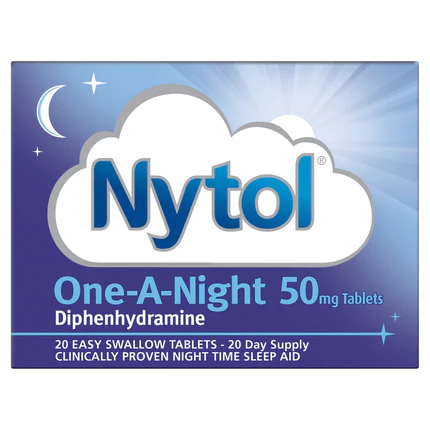 Nytol®
One-A-Night 50mg Tablets
Diphenhydramine
20 EASY SWALLOW TABLETS - 20 Day Supply
CLINICALLY PROVEN NIGHT TIME SLEEP AID